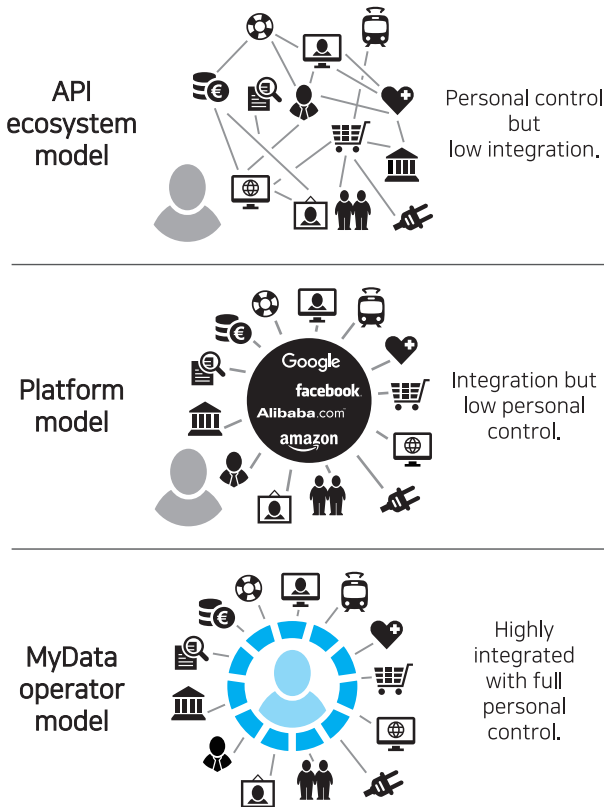 API
ecosystem
model
Personal control
but
low integration.
Platform
model
Google
facebook.
Alibaba.com
amazon
Integration but
low personal
control.
MyData
operator
model
Highly
integrated
with full
personal
control.